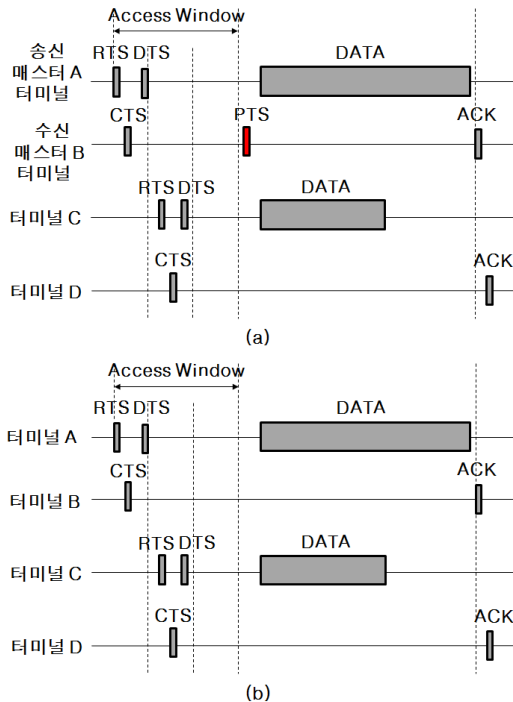 Access Window
송신
매스터 A
터미널
RTS DTS
DATA
수신
매스터 B
터미널
CTS
PTS
ACK
터미널 C
RTS DTS
DATA
터미널 D
CTS
ACK
(a)
Access Window
터미널 A
RTS DTS
DATA
터미널 B
CTS
ACK
터미널 C
RTS DTS
DATA
터미널 D
CTS
ACK
(b)